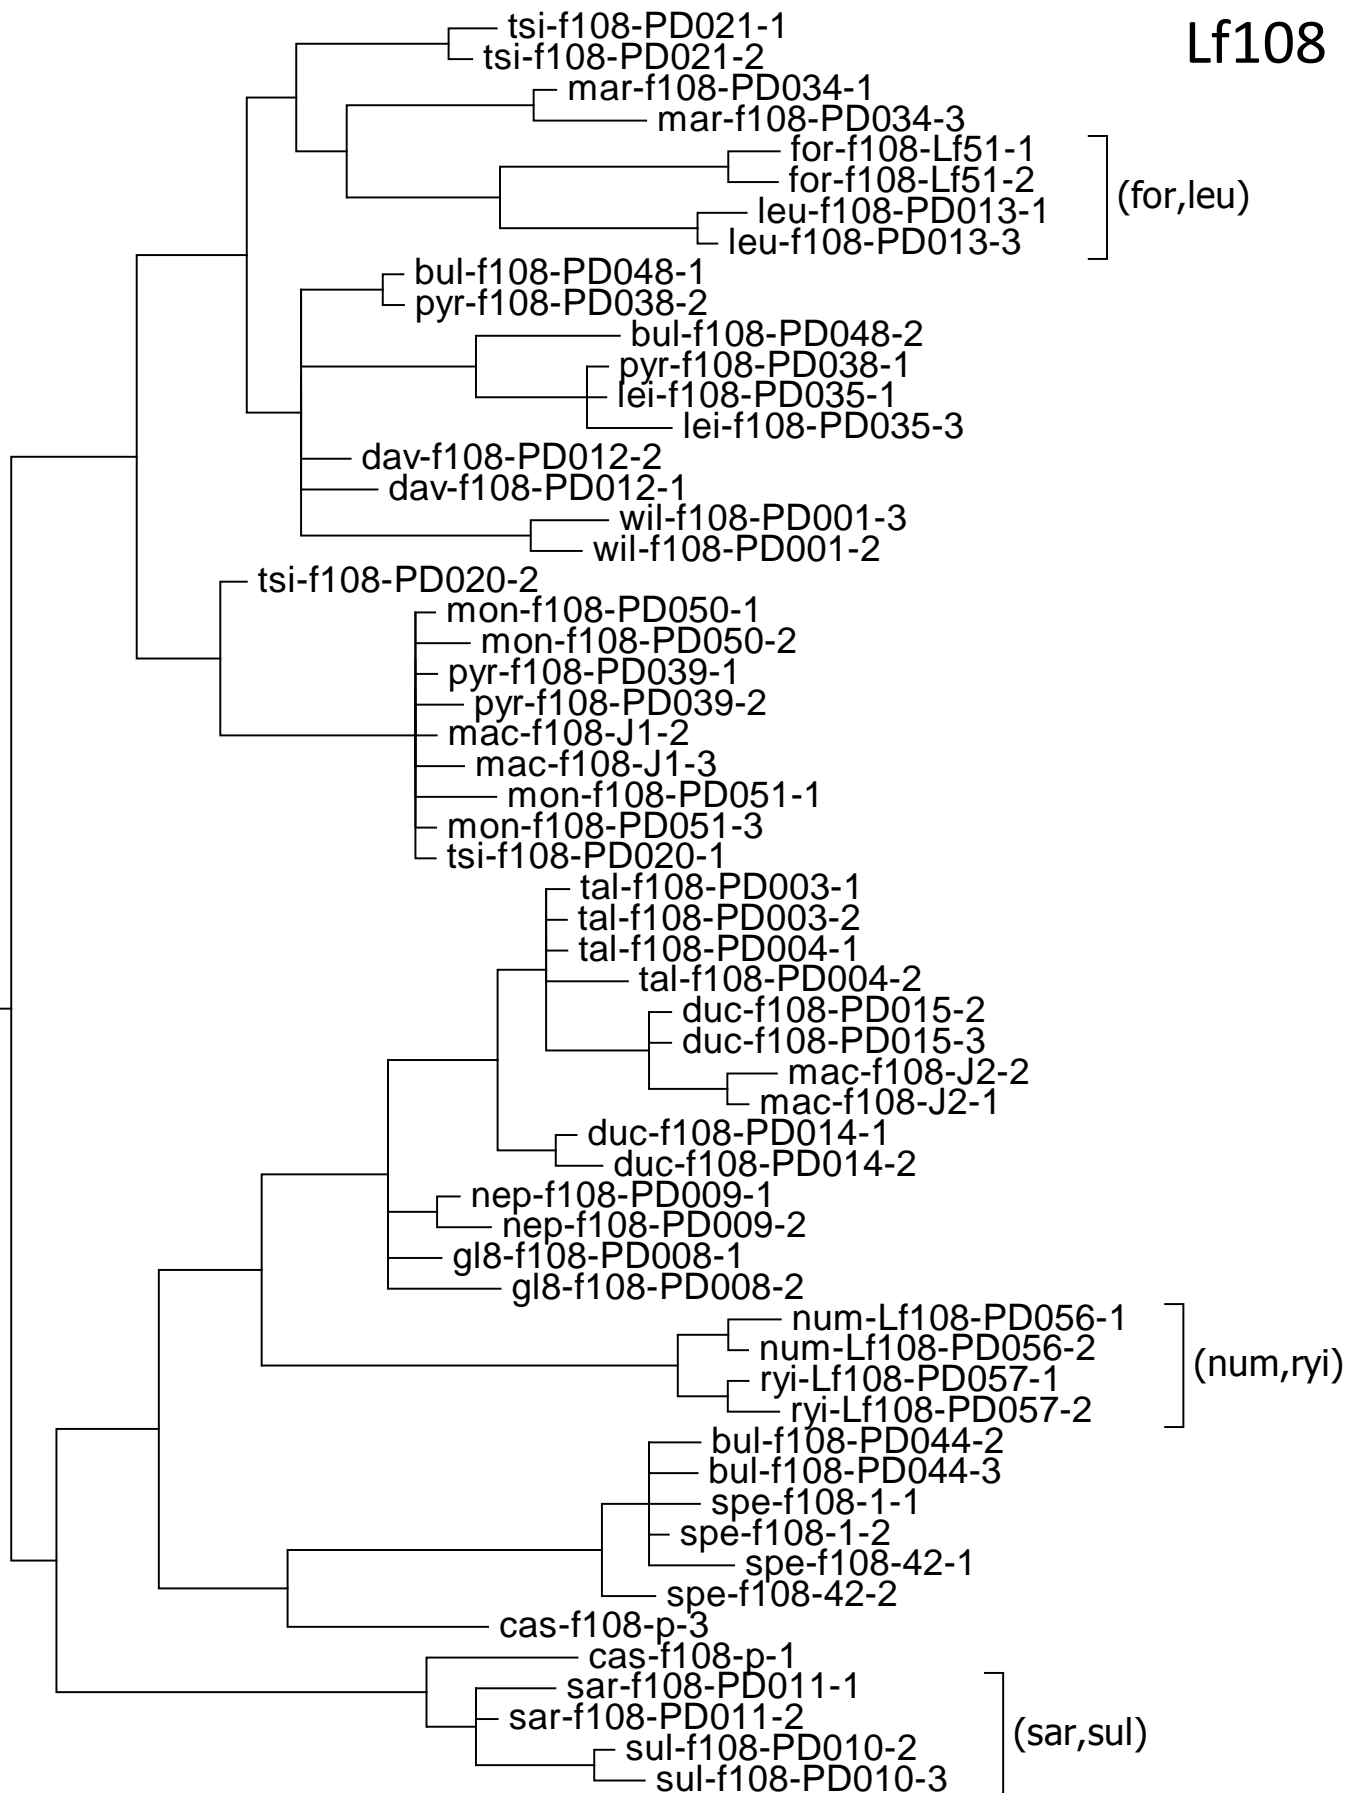 Lf108
tsi-f108-PD021-1
tsi-f108-PD021-2
mar-f108-PD034-1
mar-f108-PD034-3
for-f108-Lf51-1
for-f108-Lf51-2
(for,leu)
leu-f108-PD013-1
leu-f108-PD013-3
bul-f108-PD048-1
pyr-f108-PD038-2
bul-f108-PD048-2
pyr-f108-PD038-1
lei-f108-PD035-1
lei-f108-PD035-3
dav-f108-PD012-2
dav-f108-PD012-1
wil-f108-PD001-3
wil-f108-PD001-2
tsi-f108-PD020-2
mon-f108-PD050-1
mon-f108-PD050-2
pyr-f108-PD039-1
pyr-f108-PD039-2
mac-f108-J1-2
mac-f108-J1-3
mon-f108-PD051-1
mon-f108-PD051-3
tsi-f108-PD020-1
tal-f108-PD003-1
tal-f108-PD003-2
tal-f108-PD004-1
tal-f108-PD004-2
duc-f108-PD015-2
duc-f108-PD015-3
mac-f108-J2-2
mac-f108-J2-1
duc-f108-PD014-1
duc-f108-PD014-2
nep-f108-PD009-1
nep-f108-PD009-2
gl8-f108-PD008-1
gl8-f108-PD008-2
num-Lf108-PD056-1
num-Lf108-PD056-2
(num,ryi)
ryi-Lf108-PD057-1
ryi-Lf108-PD057-2
bul-f108-PD044-2
bul-f108-PD044-3
spe-f108-1-1
spe-f108-1-2
spe-f108-42-1
spe-f108-42-2
cas-f108-p-3
cas-f108-p-1
sar-f108-PD011-1
sar-f108-PD011-2
(sar,sul)
sul-f108-PD010-2
sul-f108-PD010-3